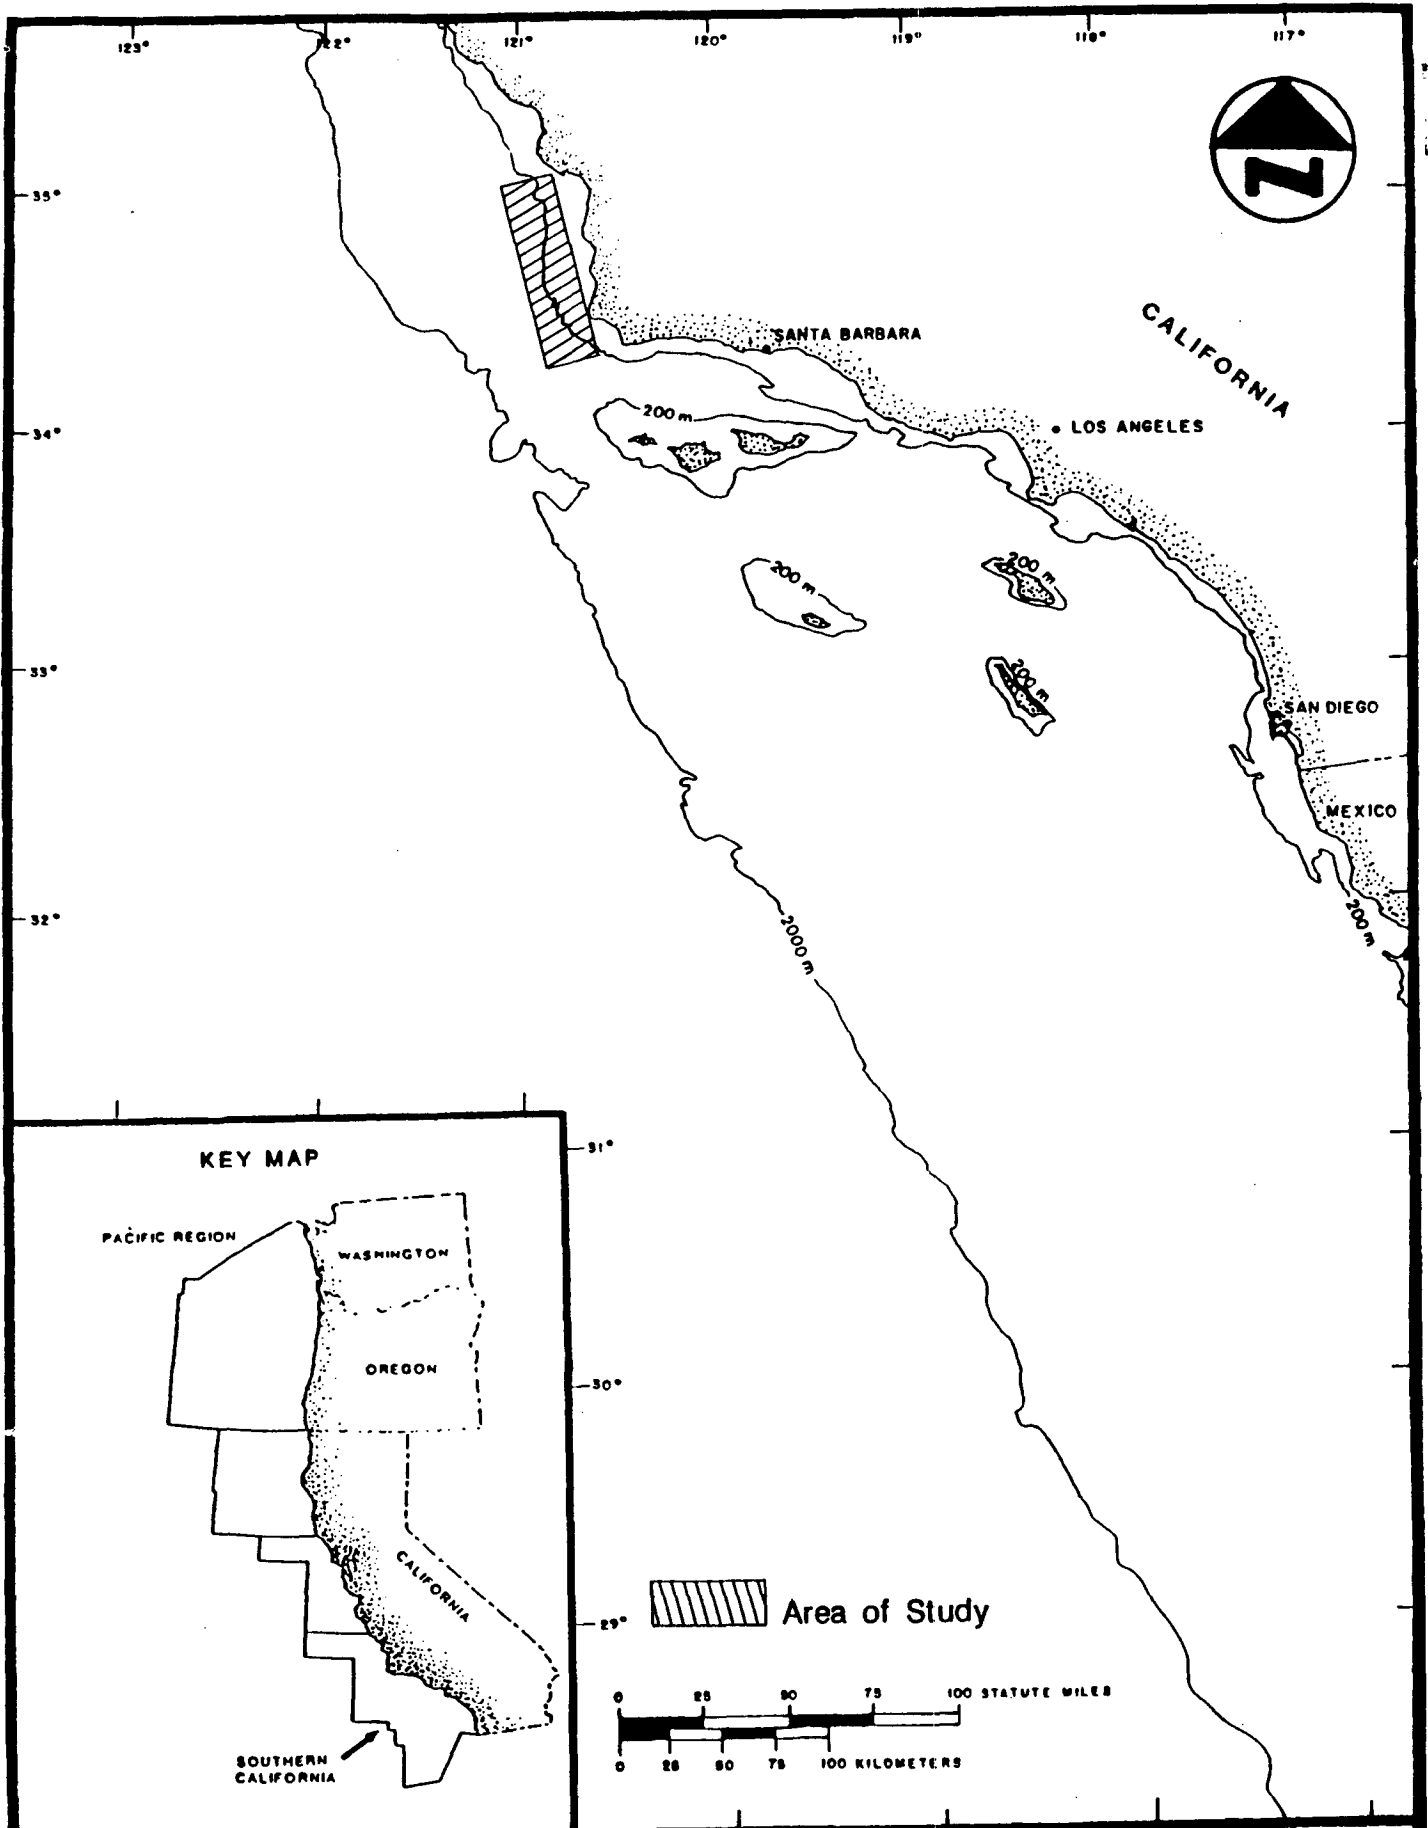 123° 122° 121° 120° 119° 118° 117°
N
35°
CALIFORNIA
SANTA BARBARA
200 m
34°
LOS ANGELES
200 m
200 m
33°
200 m
SAN DIEGO
MEXICO
32°
200 m
2000 m
31°
KEY MAP
PACIFIC REGION
WASHINGTON
OREGON
30°
CALIFORNIA
29°
Area of Study
0 25 50 75 100 STATUTE MILES
0 25 50 75 100 KILOMETERS
SOUTHERN
CALIFORNIA